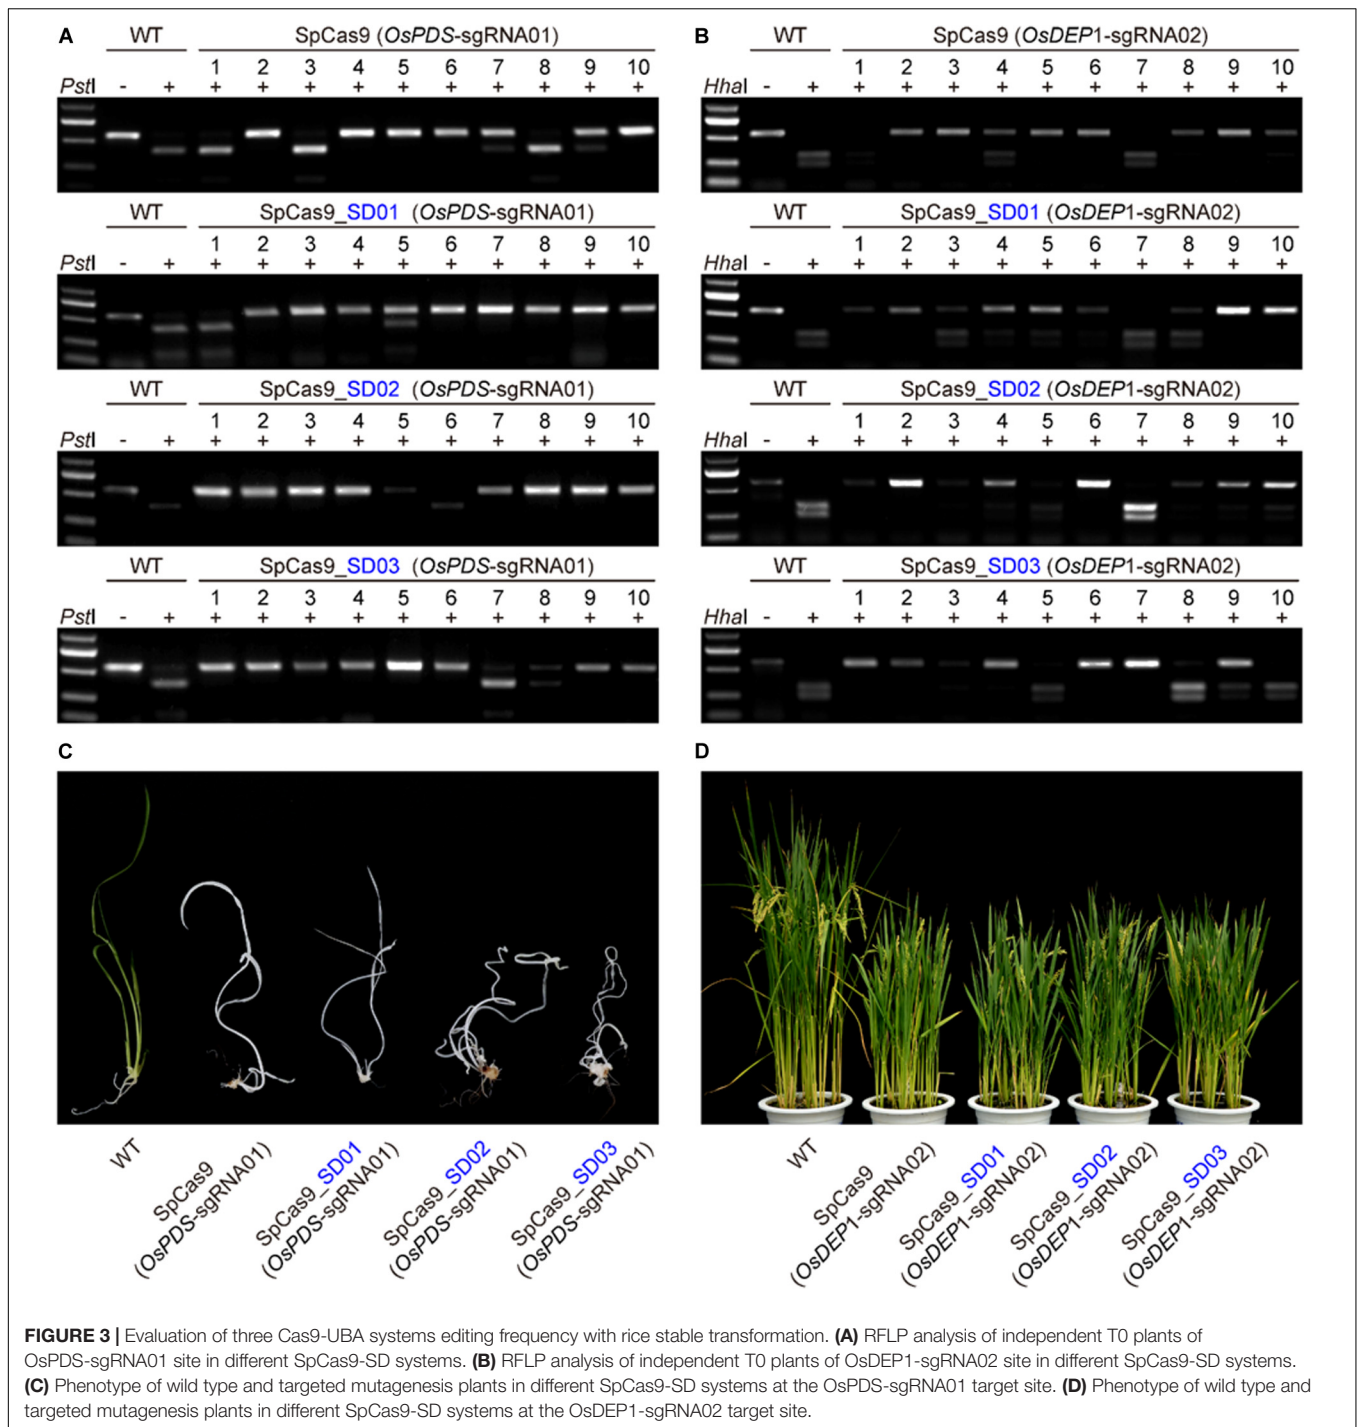 A WT SpCas9 (OsPDS-sgRNA01)
1 2 3 4 5 6 7 8 9 10
PstI - + + + + + + + + + + +
WT SpCas9_SD01 (OsPDS-sgRNA01)
1 2 3 4 5 6 7 8 9 10
PstI - + + + + + + + + + + +
WT SpCas9_SD02 (OsPDS-sgRNA01)
1 2 3 4 5 6 7 8 9 10
PstI - + + + + + + + + + + +
WT SpCas9_SD03 (OsPDS-sgRNA01)
1 2 3 4 5 6 7 8 9 10
PstI - + + + + + + + + + + +
B WT SpCas9 (OsDEP1-sgRNA02)
1 2 3 4 5 6 7 8 9 10
HhaI - + + + + + + + + + + +
WT SpCas9_SD01 (OsDEP1-sgRNA02)
1 2 3 4 5 6 7 8 9 10
HhaI - + + + + + + + + + + +
WT SpCas9_SD02 (OsDEP1-sgRNA02)
1 2 3 4 5 6 7 8 9 10
HhaI - + + + + + + + + + + +
WT SpCas9_SD03 (OsDEP1-sgRNA02)
1 2 3 4 5 6 7 8 9 10
HhaI - + + + + + + + + + + +
C
WT
SpCas9
(OsPDS-sgRNA01)
SpCas9_SD01
(OsPDS-sgRNA01)
SpCas9_SD02
(OsPDS-sgRNA01)
SpCas9_SD03
(OsPDS-sgRNA01)
D
WT
SpCas9
(OsDEP1-sgRNA02)
SpCas9_SD01
(OsDEP1-sgRNA02)
SpCas9_SD02
(OsDEP1-sgRNA02)
SpCas9_SD03
(OsDEP1-sgRNA02)
FIGURE 3 | Evaluation of three Cas9-UBA systems editing frequency with rice stable transformation. (A) RFLP analysis of independent T0 plants of
OsPDS-sgRNA01 site in different SpCas9-SD systems. (B) RFLP analysis of independent T0 plants of OsDEP1-sgRNA02 site in different SpCas9-SD systems.
(C) Phenotype of wild type and targeted mutagenesis plants in different SpCas9-SD systems at the OsPDS-sgRNA01 target site. (D) Phenotype of wild type and
targeted mutagenesis plants in different SpCas9-SD systems at the OsDEP1-sgRNA02 target site.